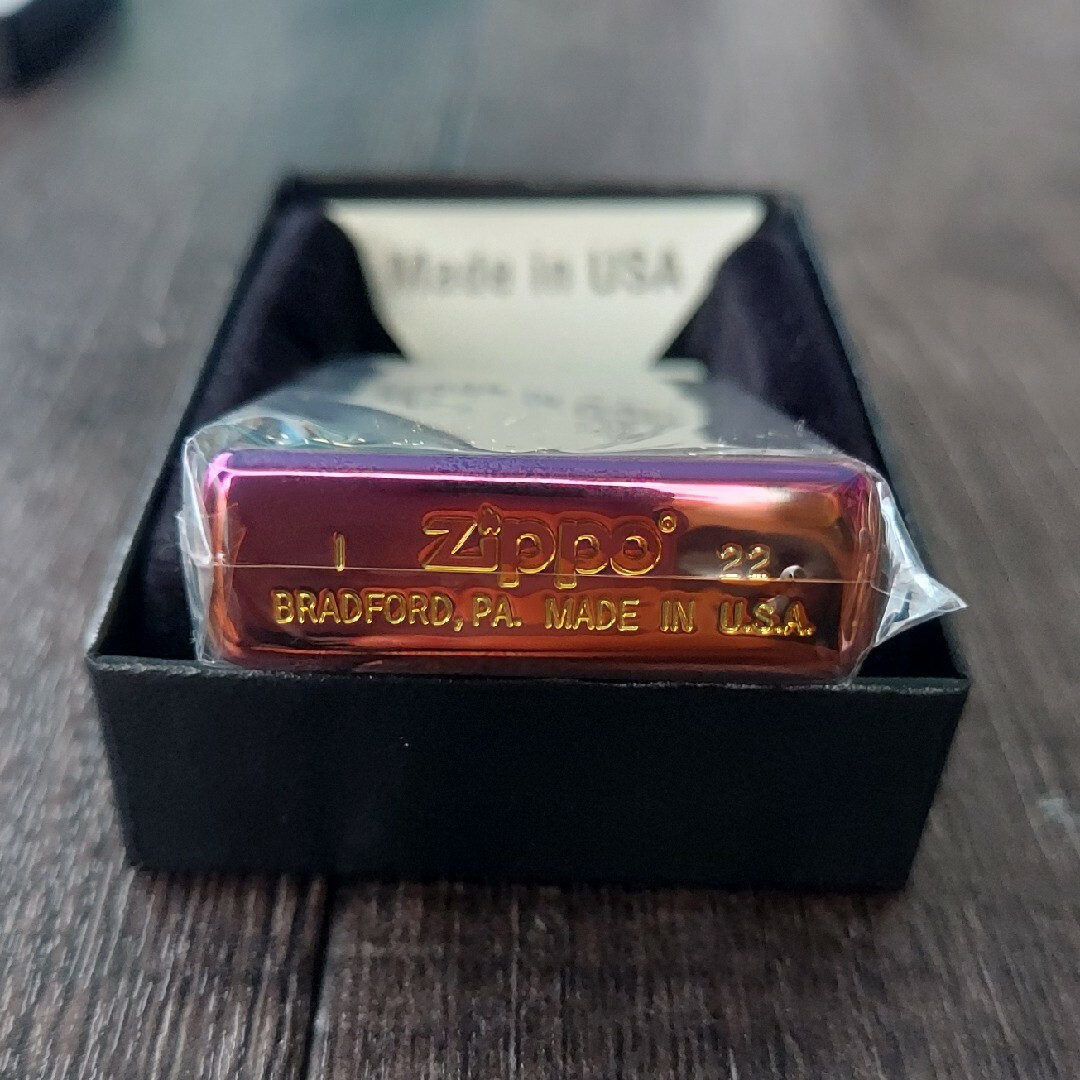 Made in USA
I Zippo® 22
BRADFORD, PA. MADE IN U.S.A.